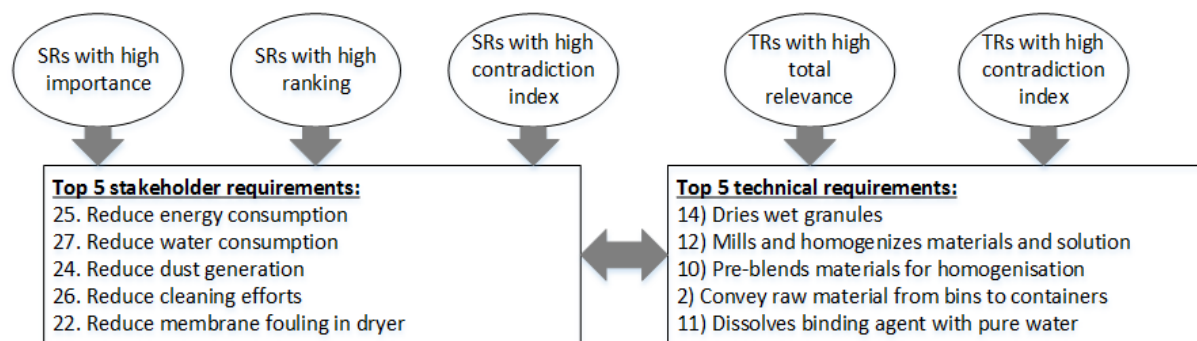 SRs with high
importance
SRs with high
ranking
SRs with high
contradiction
index
TRs with high
total
relevance
TRs with high
contradiction
index
Top 5 stakeholder requirements:
25. Reduce energy consumption
27. Reduce water consumption
24. Reduce dust generation
26. Reduce cleaning efforts
22. Reduce membrane fouling in dryer
Top 5 technical requirements:
14) Dries wet granules
12) Mills and homogenizes materials and solution
10) Pre-blends materials for homogenisation
2) Convey raw material from bins to containers
11) Dissolves binding agent with pure water